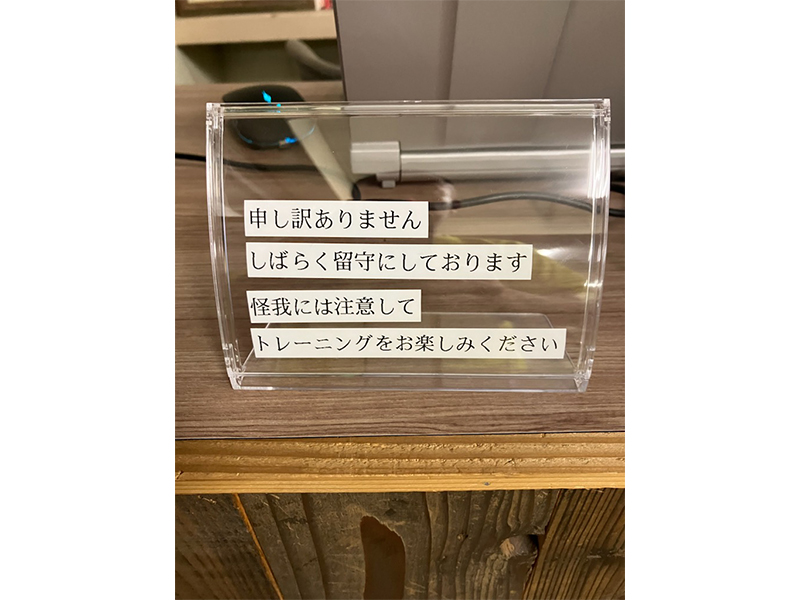 申し訳ありません
しばらく留守にしております
怪我には注意して
トレーニングをお楽しみください